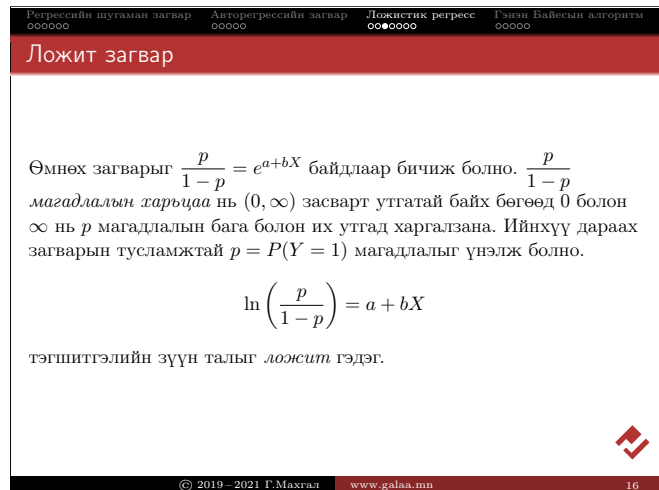 Регрессийн шугаман загвар Авторегрессийн загвар Ложистик регресс Гэнэн Байесын алгоритм
Ложит загвар
Өмнөх загварыг p/(1 − p) = e^{a+bX} байдлаар бичиж болно. p/(1 − p)
магадлалын харьцаа нь (0, ∞) засварт утгатай байх бөгөөд 0 болон
∞ нь p магадлалын бага болон их утгад харгалзана. Ийнхүү дараах
загварын тусламжтай p = P(Y = 1) магадлалыг үнэлж болно.
ln (p/(1 − p)) = a + bX
тэгшитгэлийн зүүн талыг ложит гэдэг.
© 2019 – 2021 Г.Махгал www.galaa.mn 16